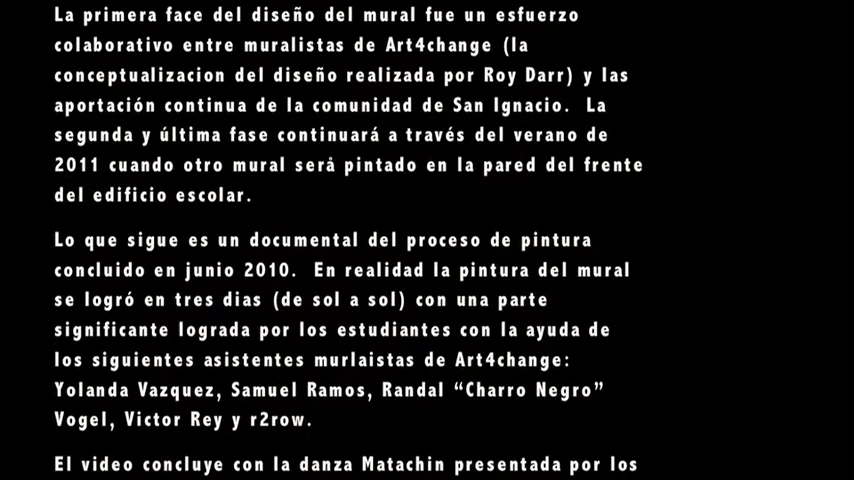 La primera face del diseño del mural fue un esfuerzo
colaborativo entre muralistas de Art4change (la
conceptualizacion del diseño realizada por Roy Darr) y las
aportación continua de la comunidad de San Ignacio.  La
segunda y última fase continuará a través del verano de
2011 cuando otro mural será pintado en la pared del frente
del edificio escolar.
Lo que sigue es un documental del proceso de pintura
concluido en junio 2010.  En realidad la pintura del mural
se logró en tres dias (de sol a sol) con una parte
significante lograda por los estudiantes con la ayuda de
los siguientes asistentes murlaistas de Art4change:
Yolanda Vazquez, Samuel Ramos, Randal “Charro Negro”
Vogel, Victor Rey y r2row.
El video concluye con la danza Matachin presentada por los